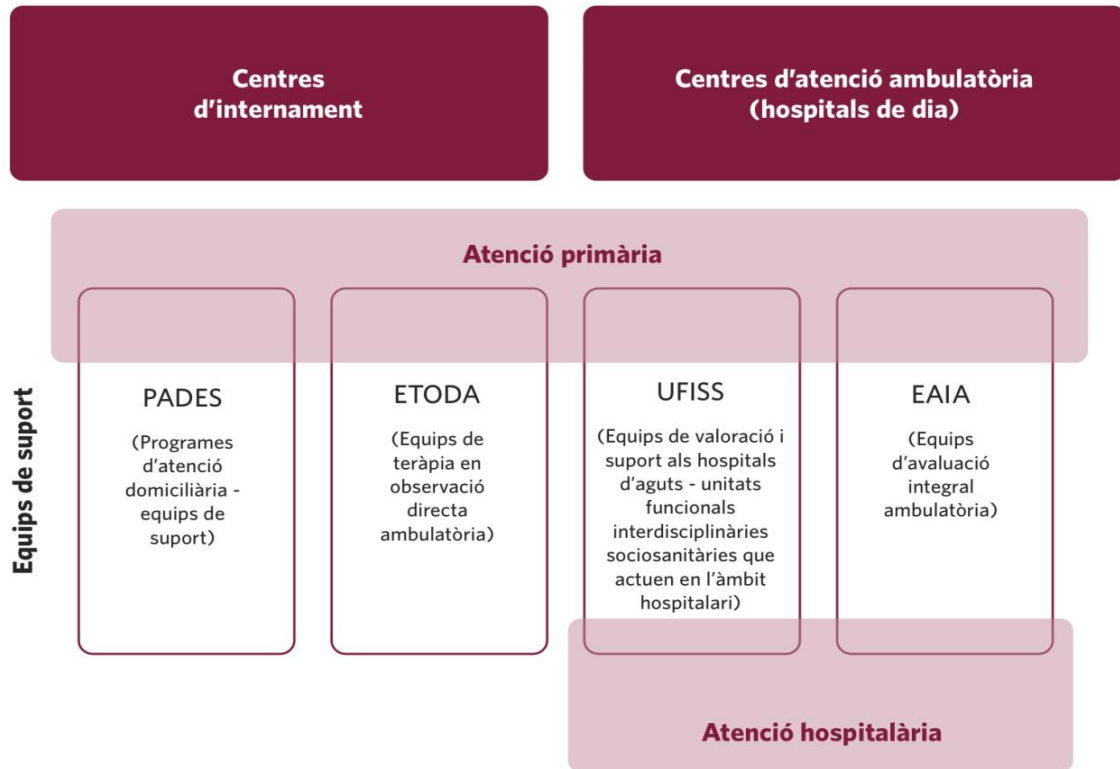 Centres
d'internament
Centres d'atenció ambulatòria
(hospitals de dia)
Atenció primària
Equips de suport
PADES
(Programes
d'atenció
domiciliària -
equips de
suport)
ETODA
(Equips de
teràpia en
observació
directa
ambulatòria)
UFISS
(Equips de valoració i
suport als hospitals
d'aguts - unitats
funcionals
interdisciplinàries
sociosanitàries que
actuen en l'àmbit
hospitalari)
EAIA
(Equips
d'avaluació
integral
ambulatòria)
Atenció hospitalària